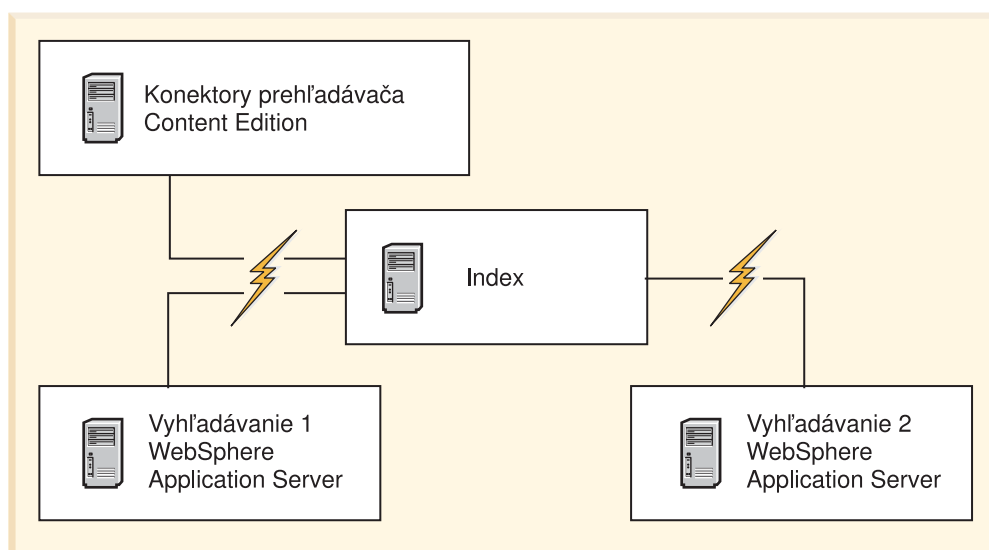 Konektory prehľadávača
Content Edition
Index
Vyhľadávanie 1
WebSphere
Application Server
Vyhľadávanie 2
WebSphere
Application Server